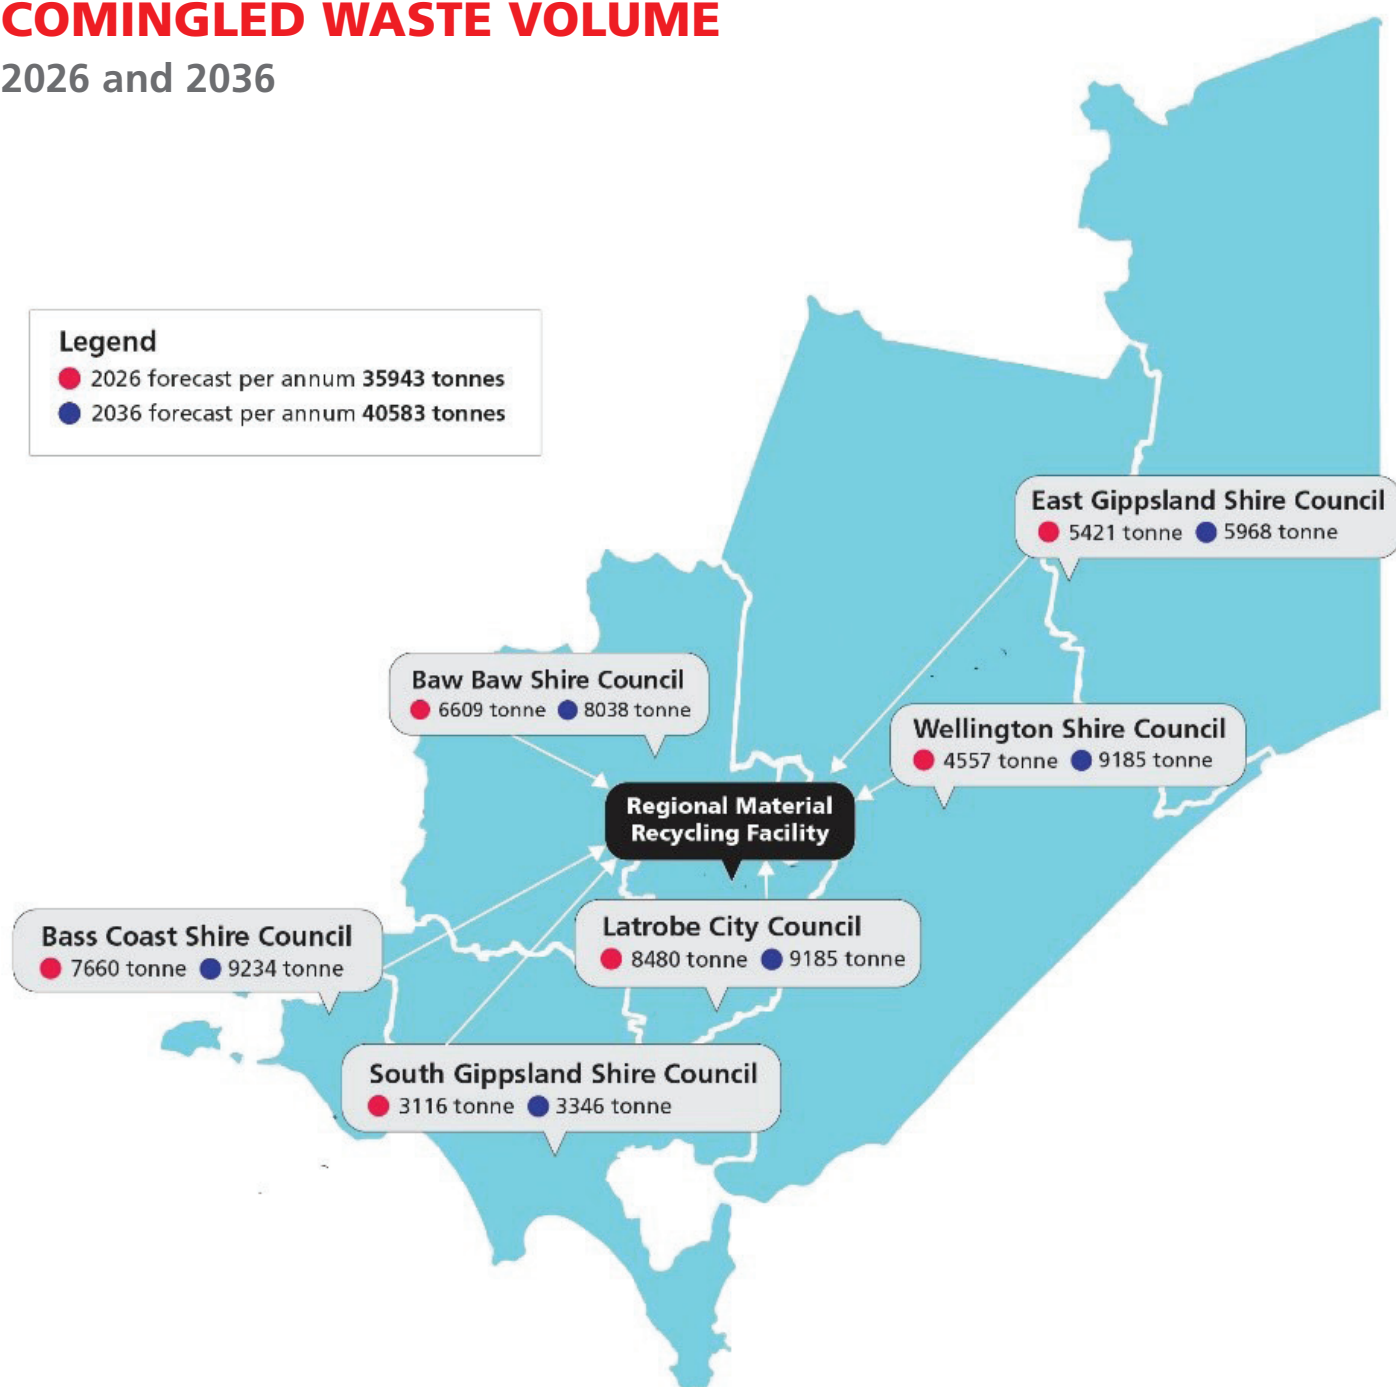 COMINGLED WASTE VOLUME
2026 and 2036
Legend
2026 forecast per annum 35943 tonnes
2036 forecast per annum 40583 tonnes
East Gippsland Shire Council
5421 tonne 5968 tonne
Baw Baw Shire Council
6609 tonne 8038 tonne
Wellington Shire Council
4557 tonne 9185 tonne
Regional Material
Recycling Facility
Bass Coast Shire Council
7660 tonne 9234 tonne
Latrobe City Council
8480 tonne 9185 tonne
South Gippsland Shire Council
3116 tonne 3346 tonne